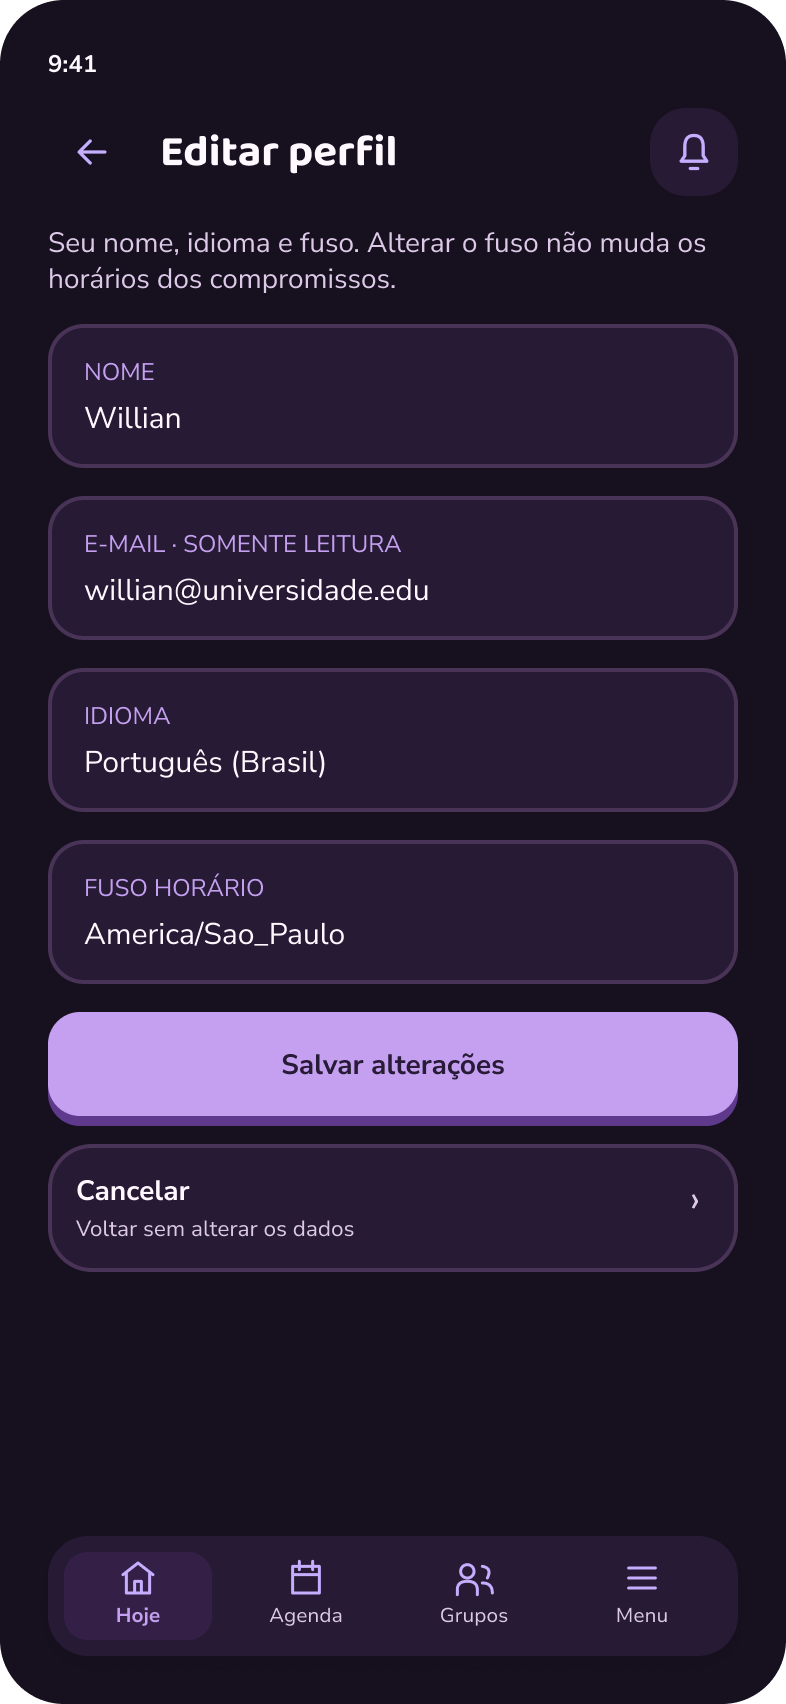 9:41
Editar perfil
Seu nome, idioma e fuso. Alterar o fuso não muda os
horários dos compromissos.
NOME
Willian
E-MAIL · SOMENTE LEITURA
willian@universidade.edu
IDIOMA
Português (Brasil)
FUSO HORÁRIO
America/Sao_Paulo
Salvar alterações
Cancelar
Voltar sem alterar os dados
Hoje
Agenda
Grupos
Menu